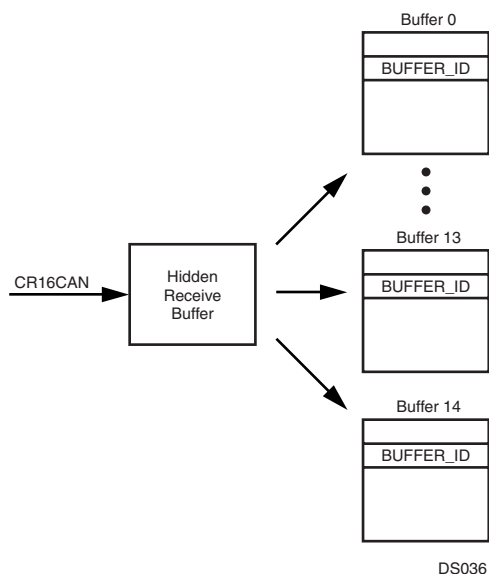 Buffer 0
BUFFER_ID
Buffer 13
CR16CAN
Hidden
Receive
Buffer
BUFFER_ID
Buffer 14
BUFFER_ID
DS036